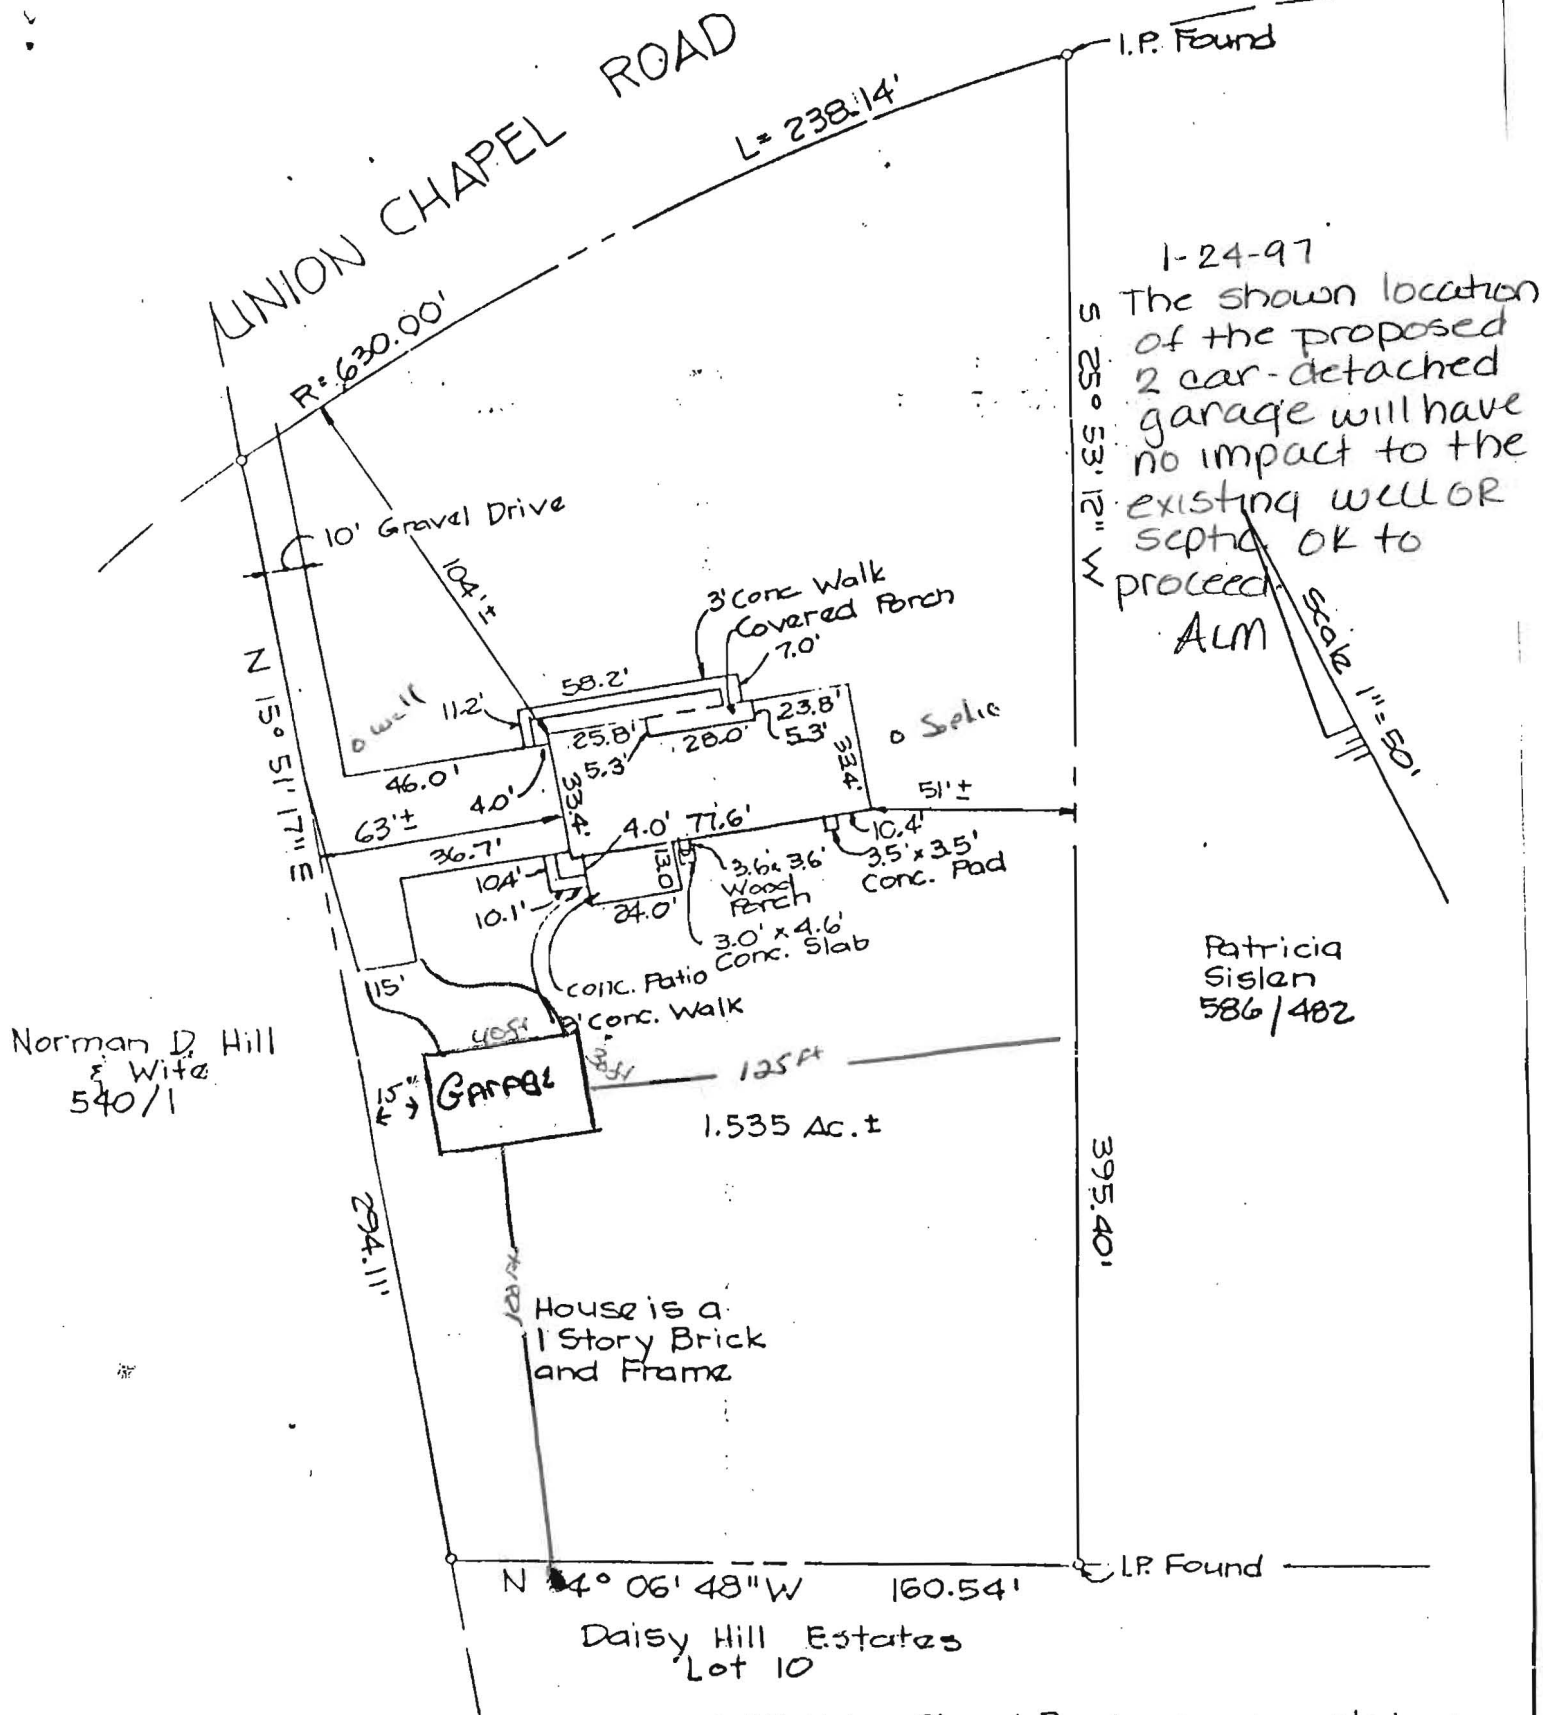 UNION CHAPEL ROAD
I.P. Found
L= 238.14'
R= 630.00'
1-24-97
The shown location
of the proposed
2 car-detached
garage will have
no impact to the
existing well OR
septic OK to
proceed.
ALM
S 25° 53' 12" W
Scale 1"=50'
10' Gravel Drive
104'±
3' Conc Walk
Covered Porch
7.0'
58.2'
11.2'
well
Septic
25.8'
28.0'
23.8'
5.3'
5.3'
33.4'
33.4'
46.0'
4.0'
N 15° 51' 17" E
63'±
51'±
36.7'
4.0'
77.6'
10.4'
10.4'
10.1'
13.0'
24.0'
3.6'x 3.6'
Wood
Porch
3.5' x 3.5'
Conc. Pad
3.0' x 4.6'
Conc. Slab
Conc. Patio
3' Conc. Walk
15'
40ft
30ft
Garage
15"
125 ft
1.535 Ac. ±
Patricia
Sislen
586/482
Norman D. Hill
& Wife
540/1
294.11'
395.40'
House is a
1 Story Brick
and Frame
I.P. Found
4° 06' 48" W
160.54'
Daisy Hill Estates
Lot 10